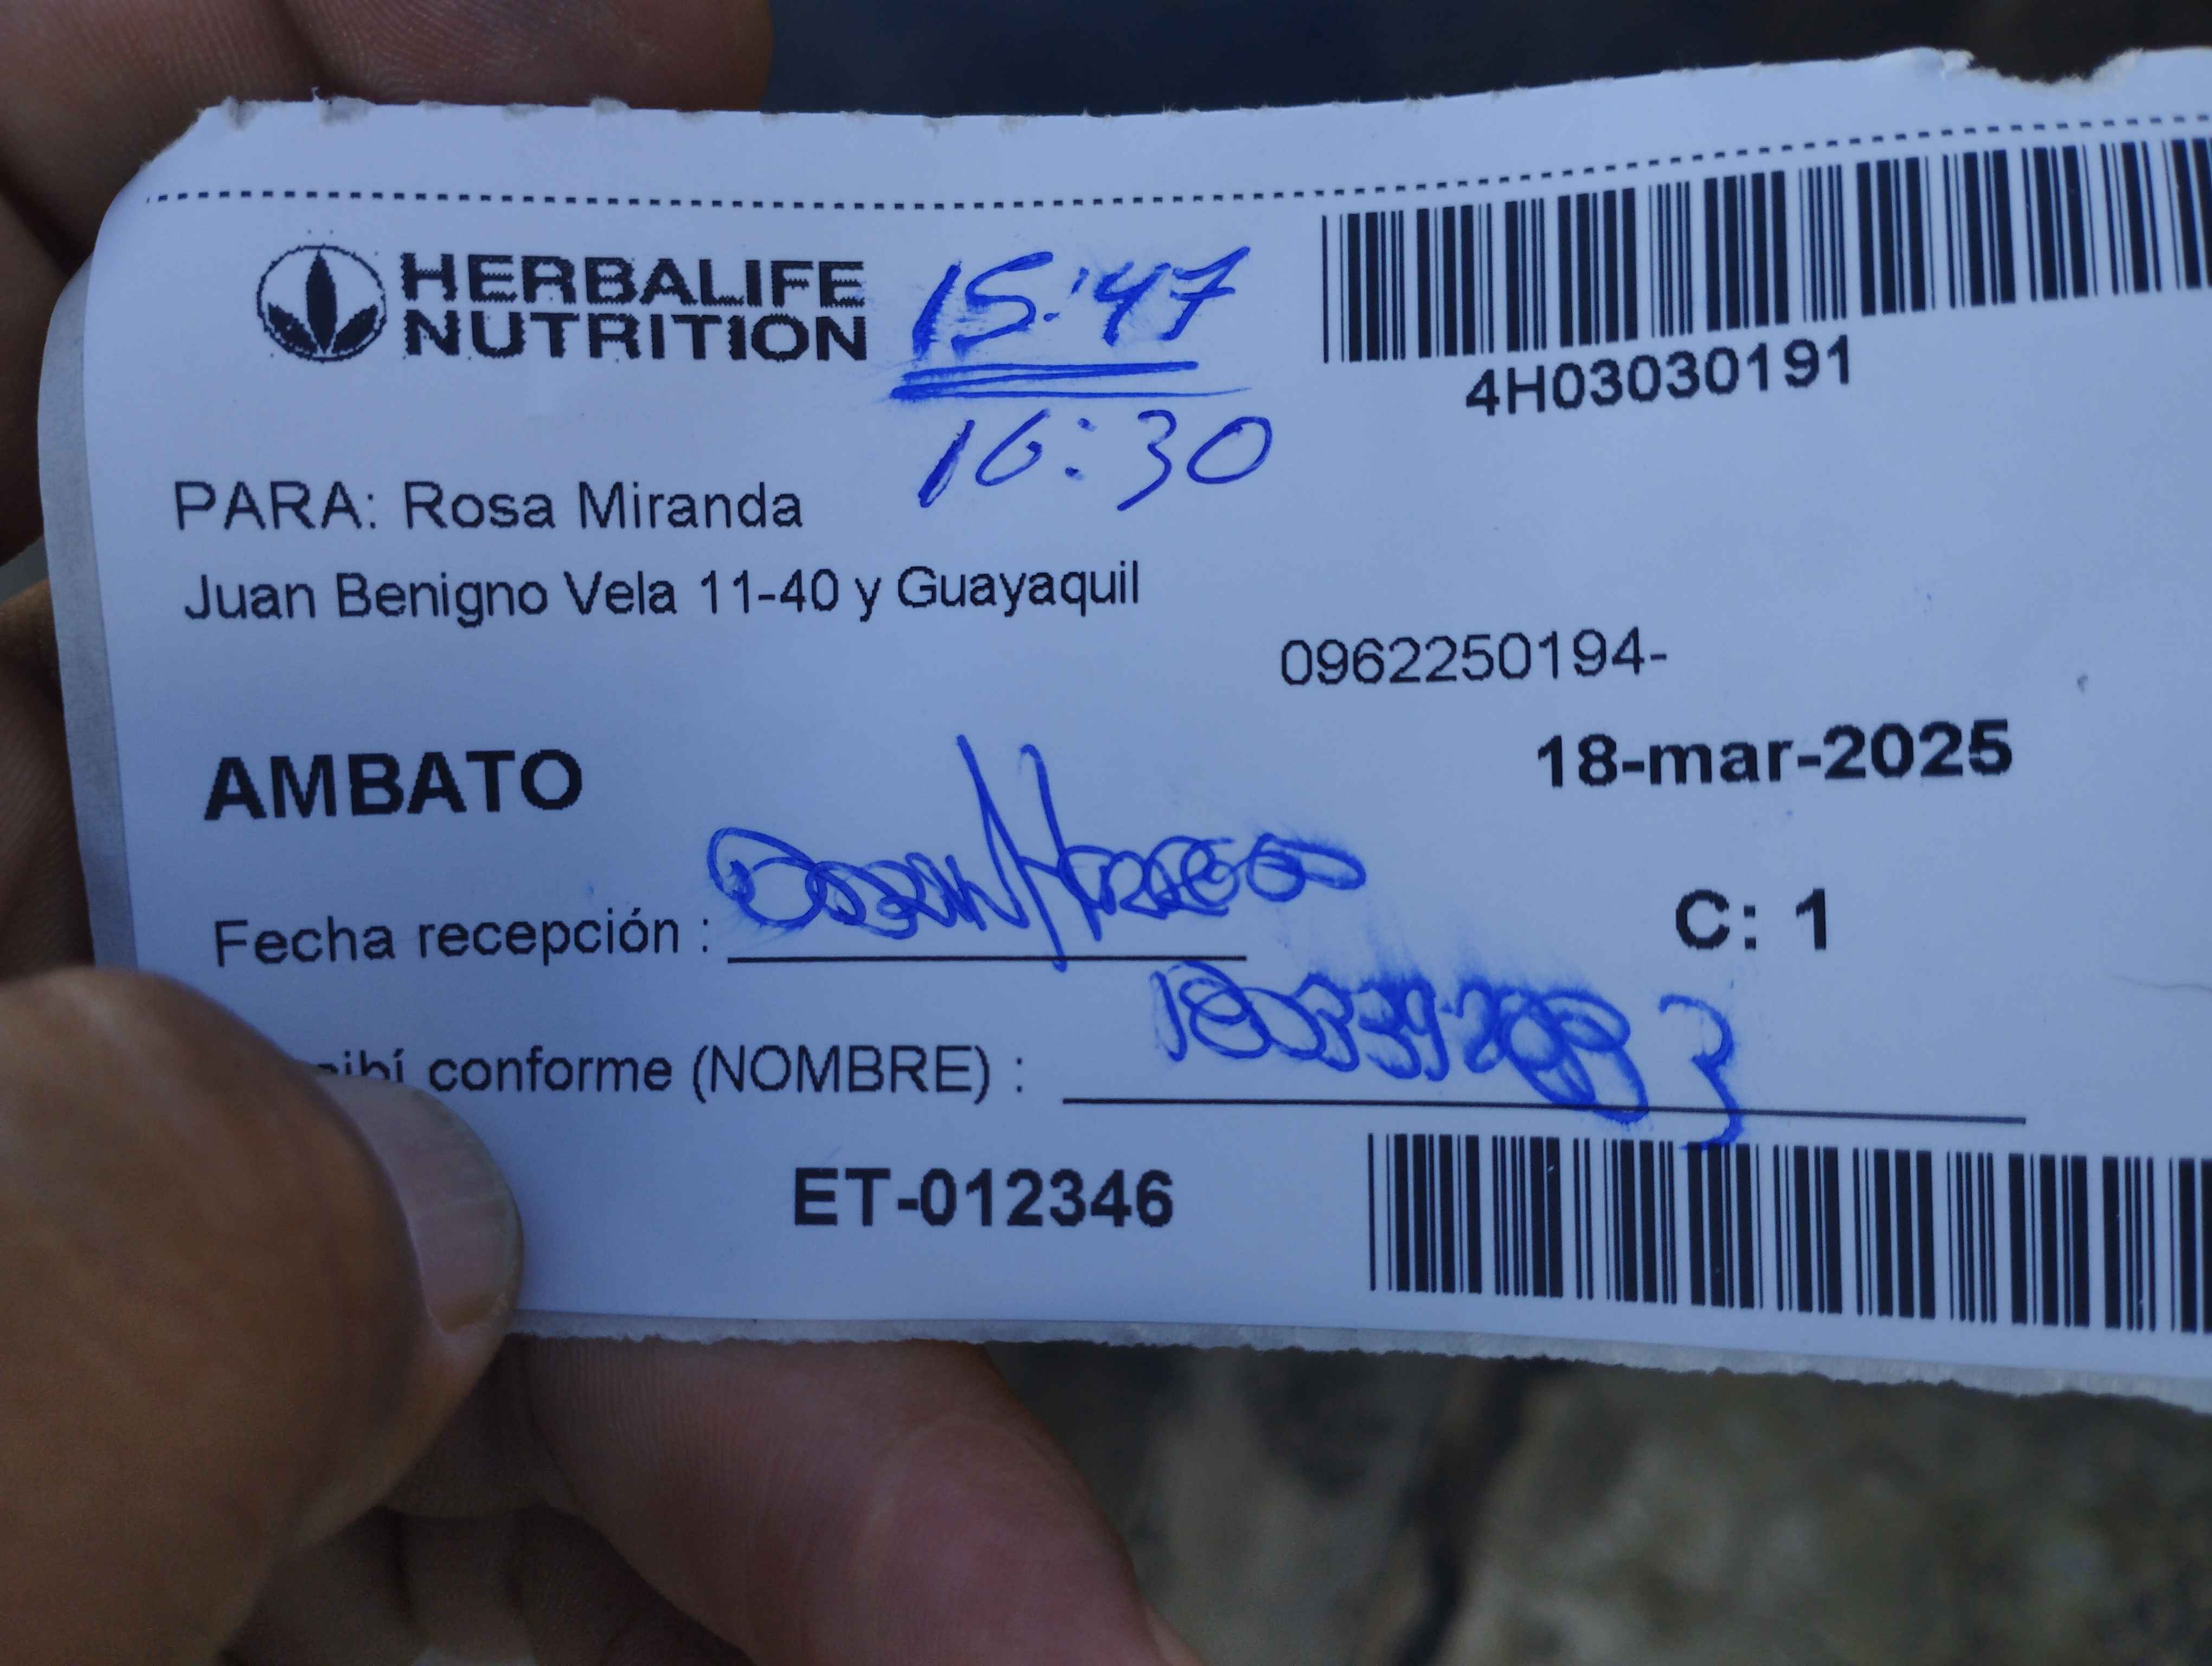 HERBALIFE
NUTRITION
15:47
16:30
4H03030191
PARA: Rosa Miranda
Juan Benigno Vela 11-40 y Guayaquil
0962250194-
AMBATO
18-mar-2025
Fecha recepción :
C: 1
conforme (NOMBRE) :
ET-012346